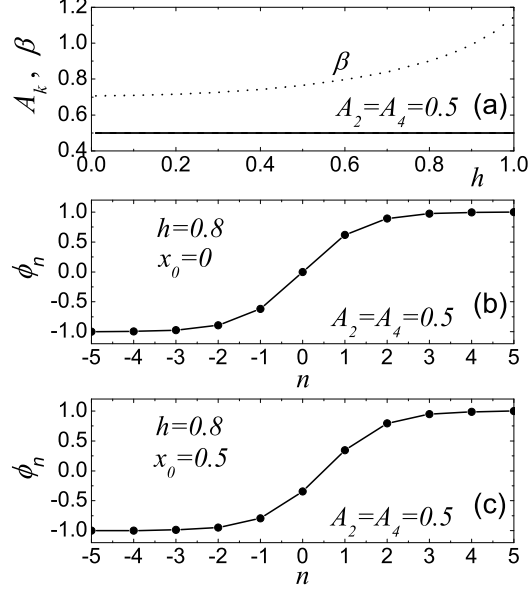 1.2
1.0
0.8
0.6
0.4
A_k, β
β
A_2=A_4=0.5 (a)
0.0 0.2 0.4 0.6 0.8 1.0
h
1.0
0.5
0.0
-0.5
-1.0
ϕ_n
h=0.8
x_0=0
A_2=A_4=0.5 (b)
-5 -4 -3 -2 -1 0 1 2 3 4 5
n
1.0
0.5
0.0
-0.5
-1.0
ϕ_n
h=0.8
x_0=0.5
A_2=A_4=0.5 (c)
-5 -4 -3 -2 -1 0 1 2 3 4 5
n